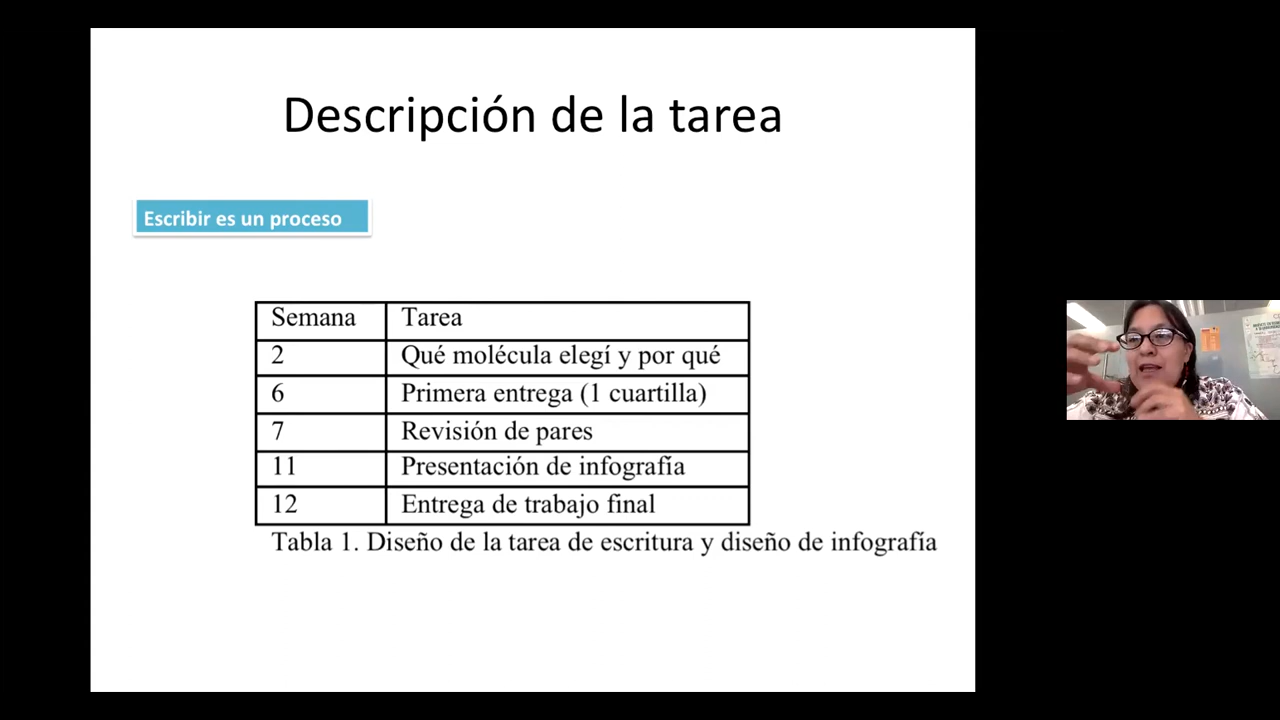 Descripción de la tarea
Escribir es un proceso
Semana Tarea
2 Qué molécula elegí y por qué
6 Primera entrega (1 cuartilla)
7 Revisión de pares
11 Presentación de infografía
12 Entrega de trabajo final
Tabla 1. Diseño de la tarea de escritura y diseño de infografía